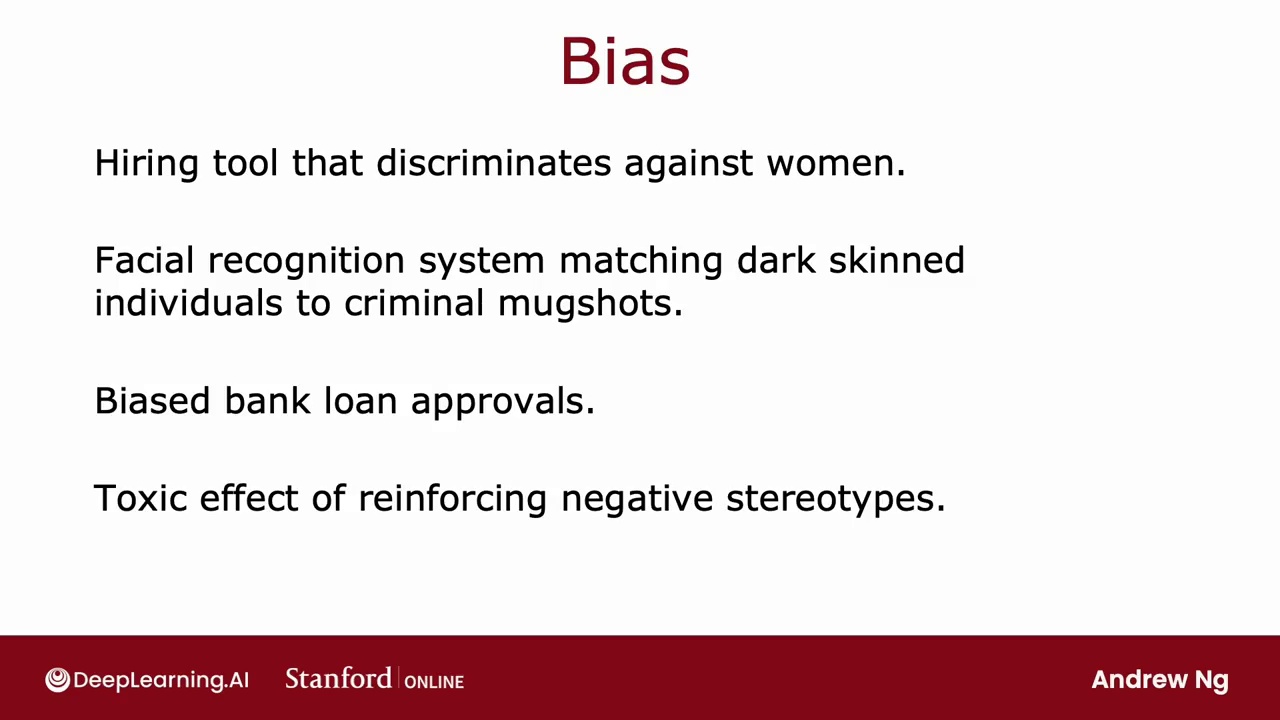 Bias
Hiring tool that discriminates against women.
Facial recognition system matching dark skinned
individuals to criminal mugshots.
Biased bank loan approvals.
Toxic effect of reinforcing negative stereotypes.
DeepLearning.AI Stanford ONLINE Andrew Ng